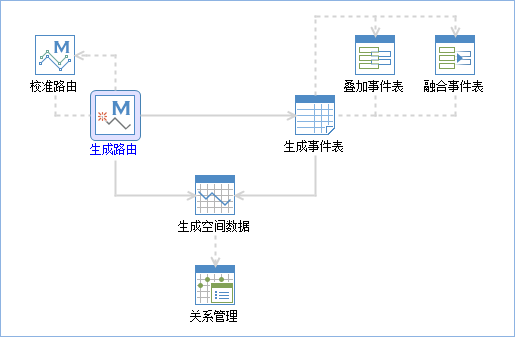 校准路由
叠加事件表
融合事件表
生成路由
生成事件表
生成空间数据
关系管理